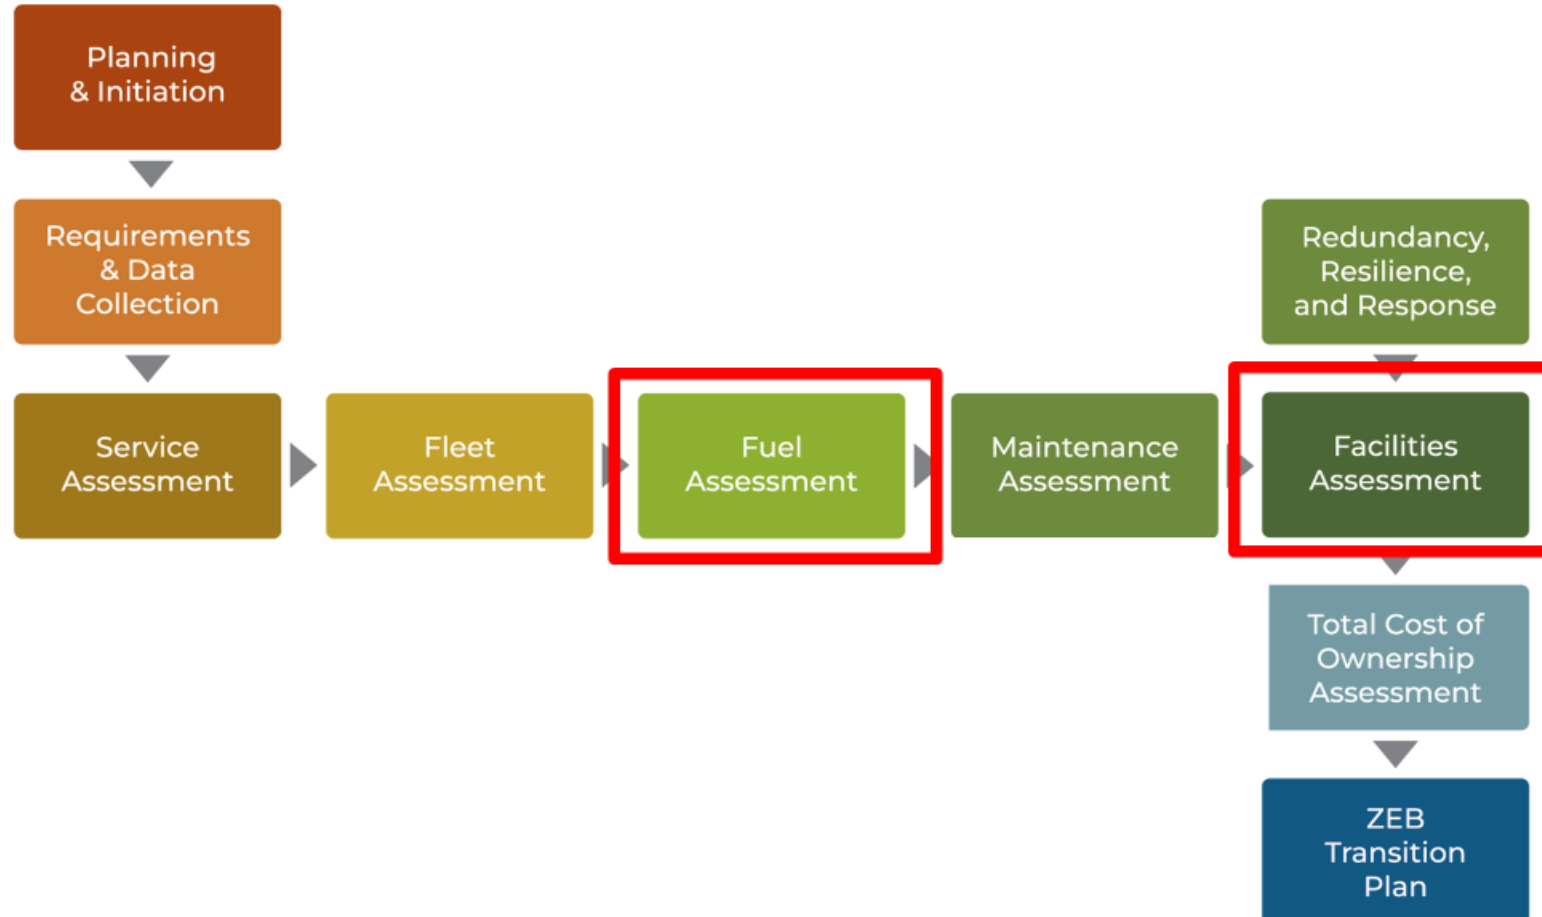 Planning
& Initiation
Requirements
& Data
Collection
Redundancy,
Resilience,
and Response
Service
Assessment
Fleet
Assessment
Fuel
Assessment
Maintenance
Assessment
Facilities
Assessment
Total Cost of
Ownership
Assessment
ZEB
Transition
Plan